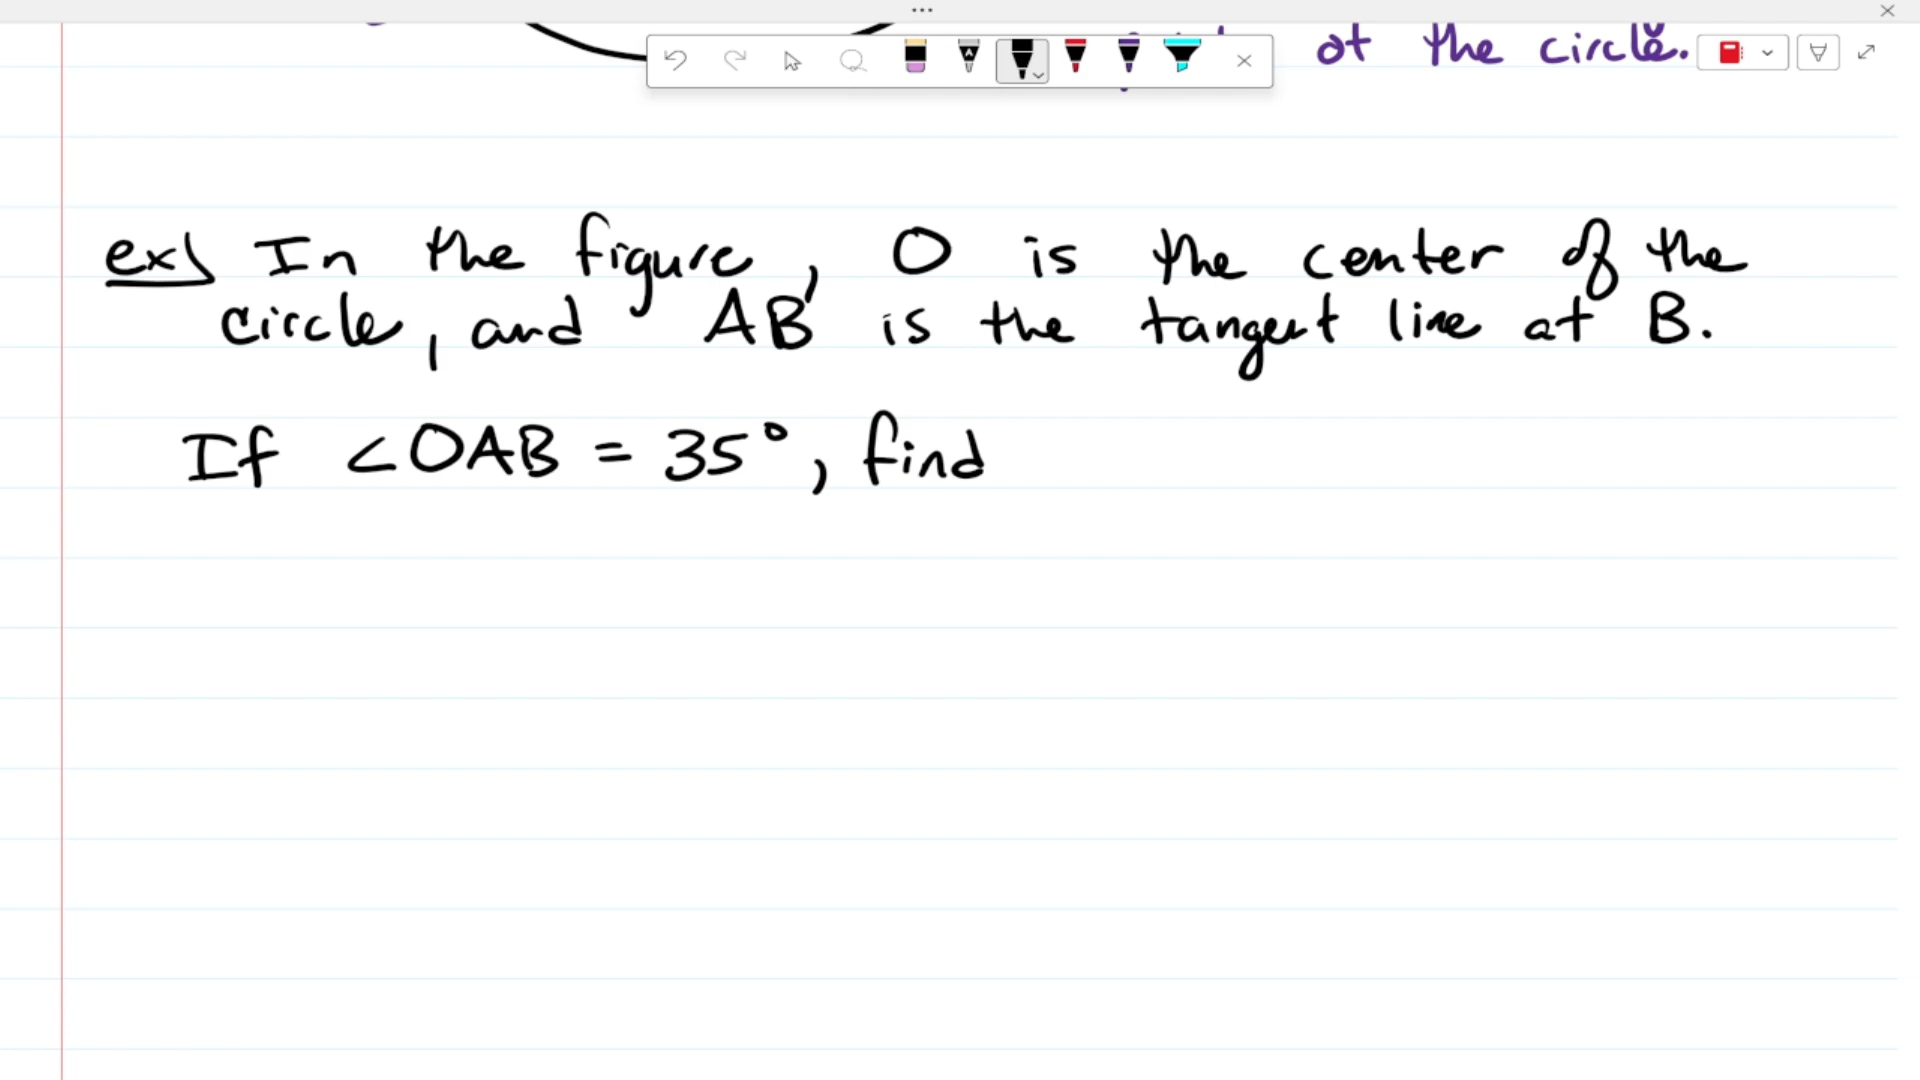 at the circle.
ex) In the figure, O is the center of the
circle, and AB is the tangent line at B.
If <OAB = 35°, find